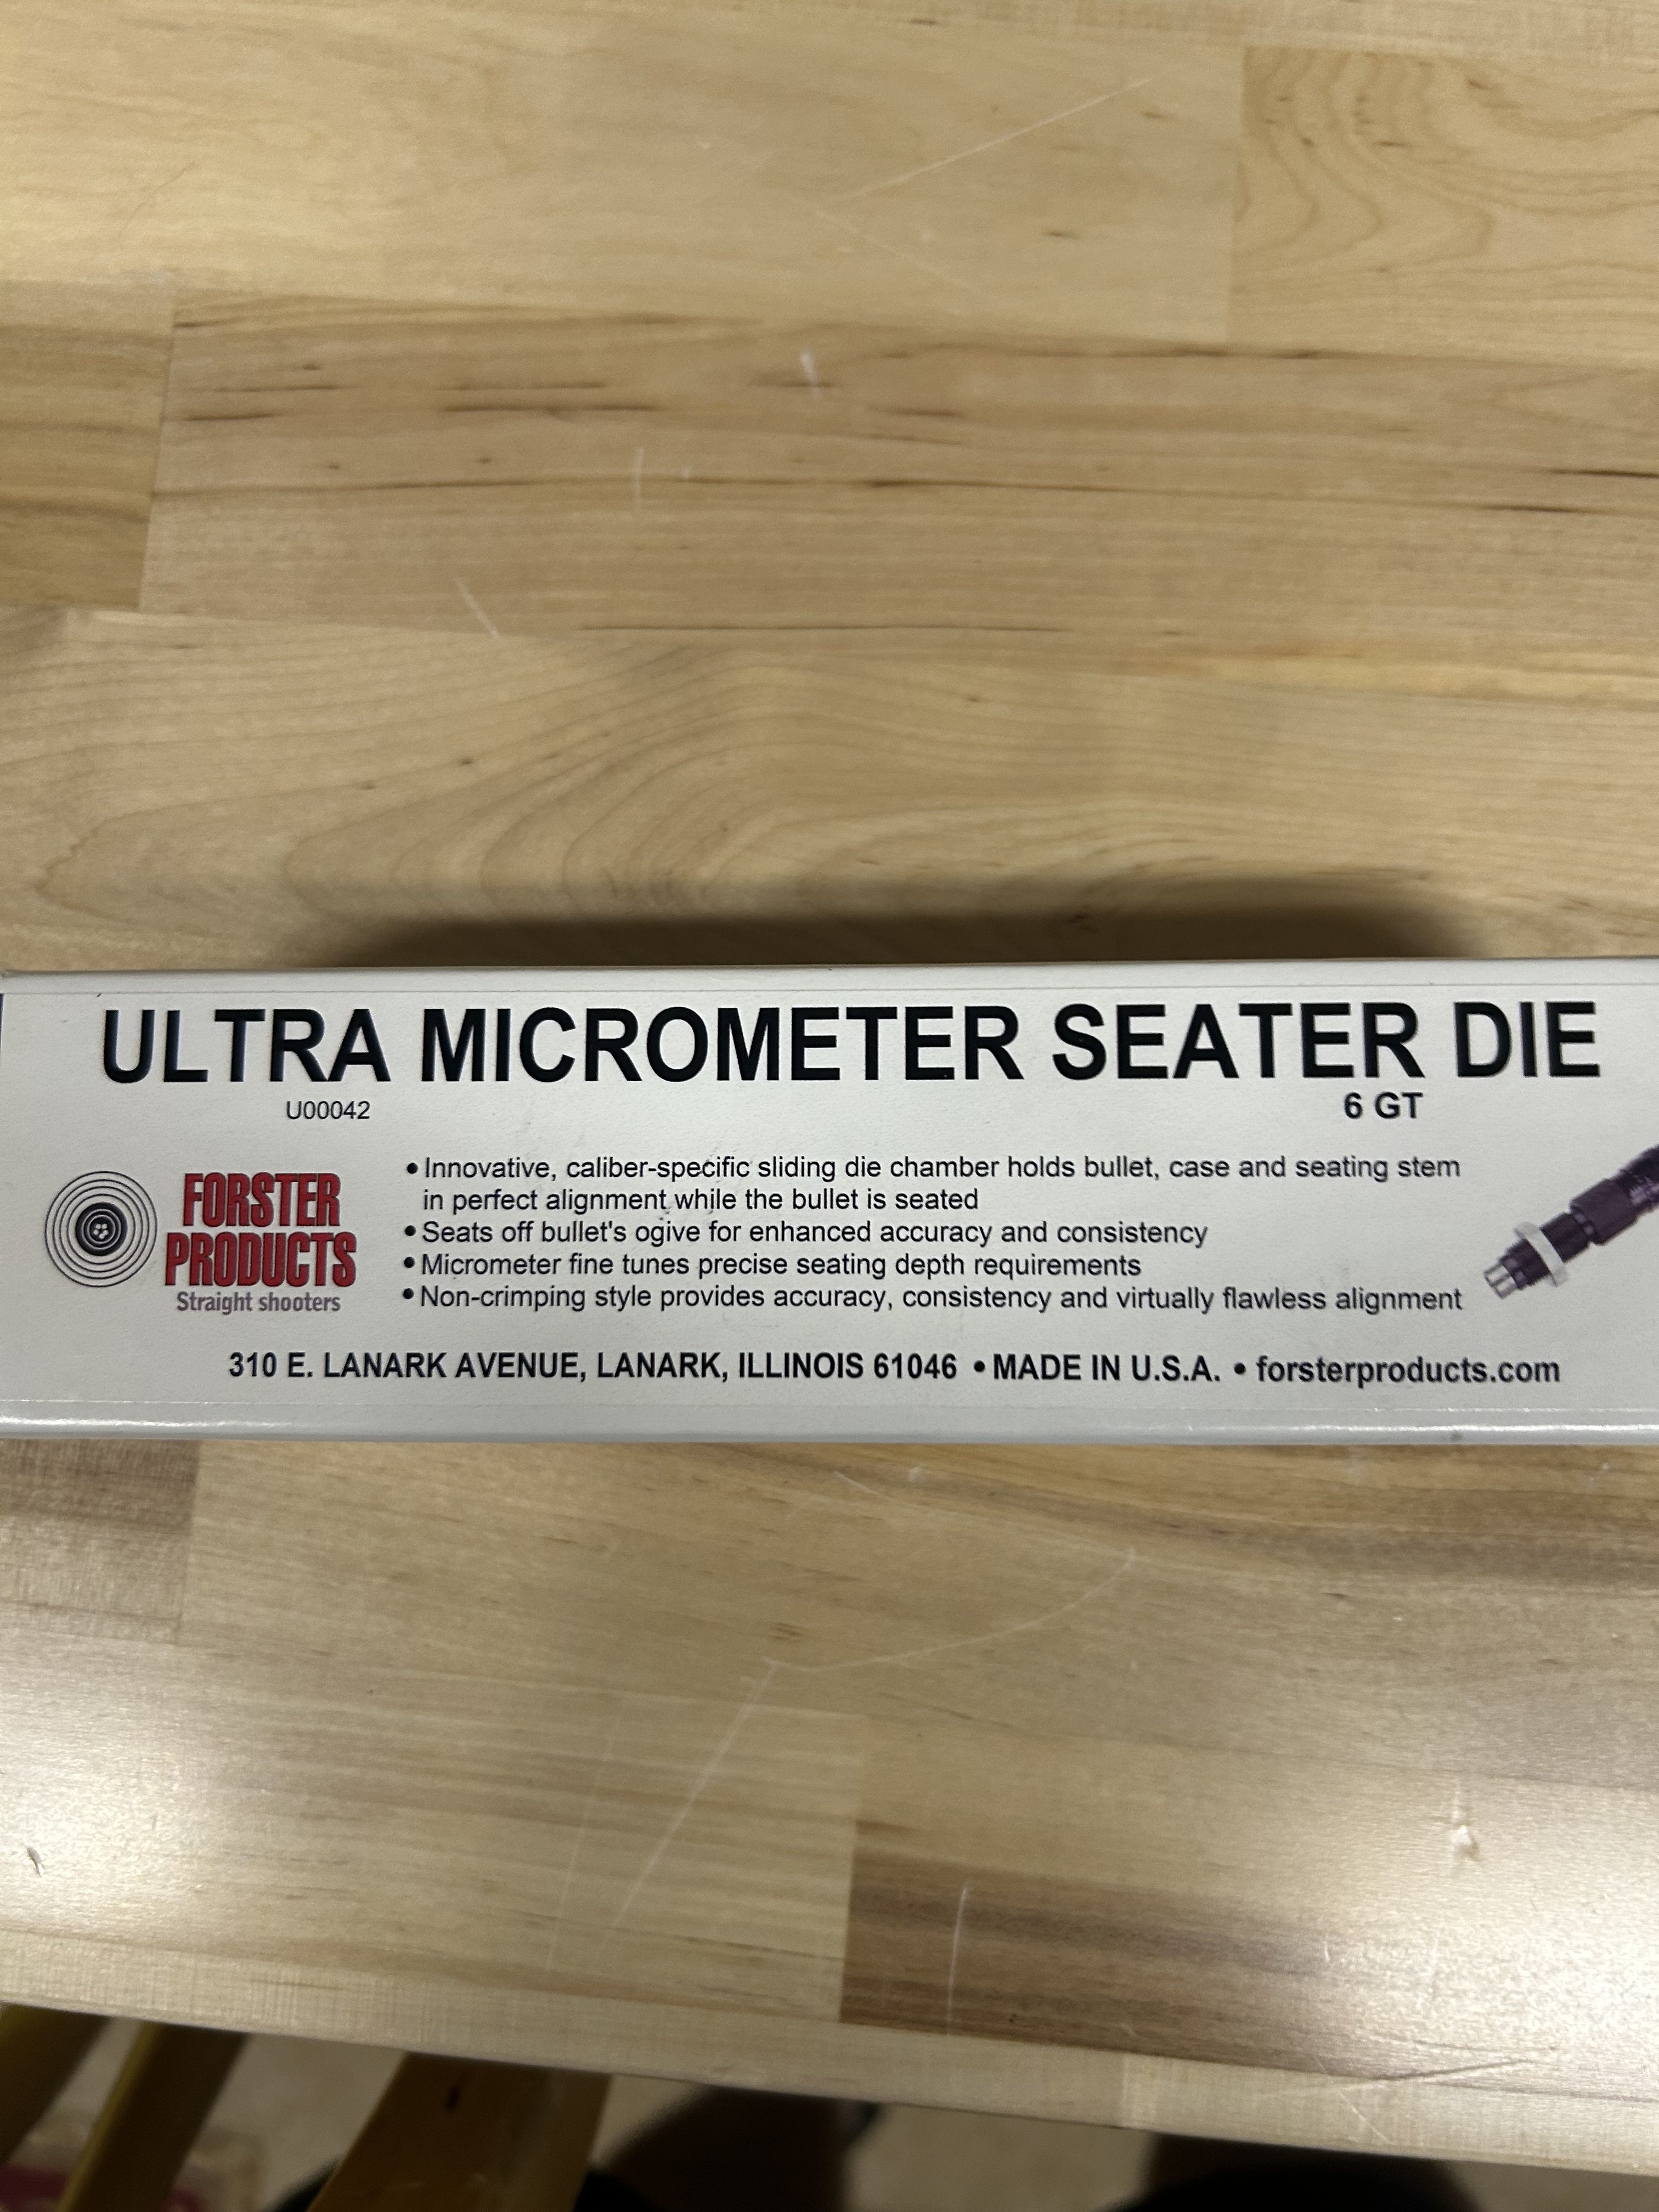 ULTRA MICROMETER SEATER DIE
U00042
6 GT
FORSTER
PRODUCTS
Straight shooters
• Innovative, caliber-specific sliding die chamber holds bullet, case and seating stem
in perfect alignment while the bullet is seated
• Seats off bullet's ogive for enhanced accuracy and consistency
• Micrometer fine tunes precise seating depth requirements
• Non-crimping style provides accuracy, consistency and virtually flawless alignment
310 E. LANARK AVENUE, LANARK, ILLINOIS 61046 • MADE IN U.S.A. • forsterproducts.com